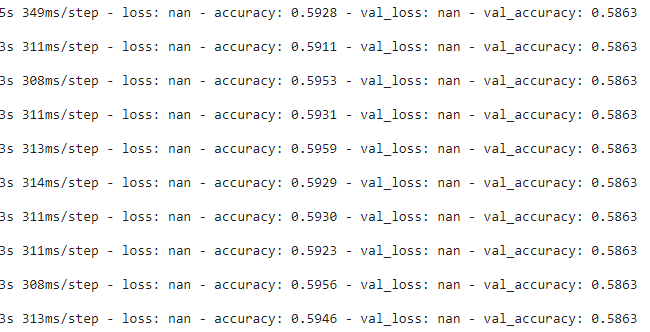 5s 349ms/step - loss: nan - accuracy: 0.5928 - val_loss: nan - val_accuracy: 0.5863
3s 311ms/step - loss: nan - accuracy: 0.5911 - val_loss: nan - val_accuracy: 0.5863
3s 308ms/step - loss: nan - accuracy: 0.5953 - val_loss: nan - val_accuracy: 0.5863
3s 311ms/step - loss: nan - accuracy: 0.5931 - val_loss: nan - val_accuracy: 0.5863
3s 313ms/step - loss: nan - accuracy: 0.5959 - val_loss: nan - val_accuracy: 0.5863
3s 314ms/step - loss: nan - accuracy: 0.5929 - val_loss: nan - val_accuracy: 0.5863
3s 311ms/step - loss: nan - accuracy: 0.5930 - val_loss: nan - val_accuracy: 0.5863
3s 311ms/step - loss: nan - accuracy: 0.5923 - val_loss: nan - val_accuracy: 0.5863
3s 308ms/step - loss: nan - accuracy: 0.5956 - val_loss: nan - val_accuracy: 0.5863
3s 313ms/step - loss: nan - accuracy: 0.5946 - val_loss: nan - val_accuracy: 0.5863